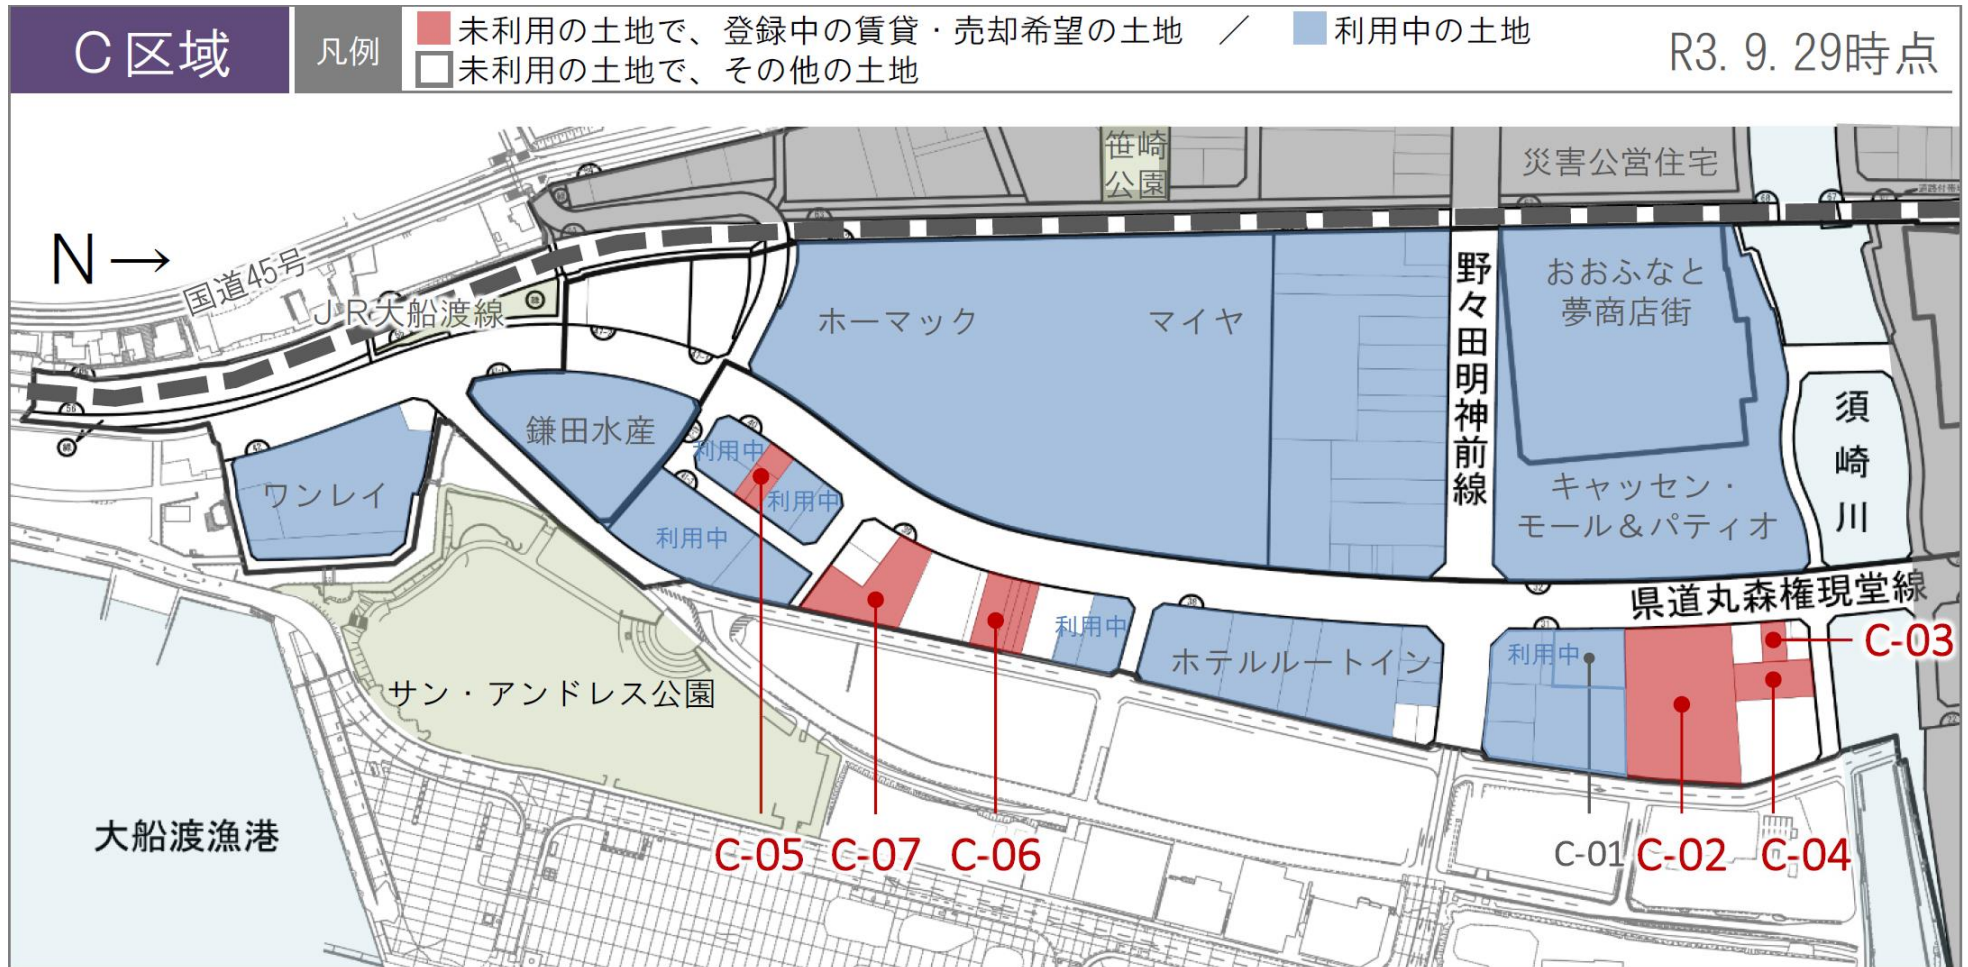 C区域
凡例
未利用の土地で、登録中の賃貸・売却希望の土地 ／ 利用中の土地
未利用の土地で、その他の土地
R3. 9. 29時点
笹崎
公園
災害公営住宅
N→
国道45号
JR大船渡線
ホーマック
マイヤ
野々田明神前線
おおふなと
夢商店街
須崎川
鎌田水産
利用中
利用中
利用中
ワンレイ
キャッセン・
モール＆パティオ
県道丸森権現堂線
利用中
ホテルルートイン
利用中
C-03
サン・アンドレス公園
大船渡漁港
C-05
C-07
C-06
C-01
C-02
C-04